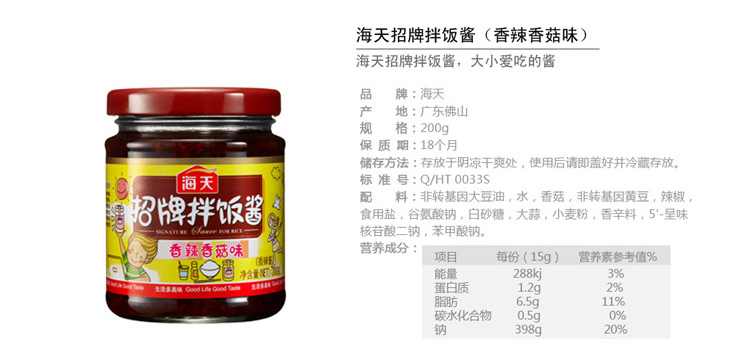 海天招牌拌饭酱（香辣香菇味）
海天招牌拌饭酱，大小爱吃的酱
品 牌：海天
产 地：广东佛山
规 格：200g
保 质 期：18个月
储存方法：存放于阴凉干爽处，使用后请即盖好并冷藏存放。
标 准 号：Q/HT 0033S
配 料：非转基因大豆油，水，香菇，非转基因黄豆，辣椒，
食用盐，谷氨酸钠，白砂糖，大蒜，小麦粉，香辛料，5'-呈味
核苷酸二钠，苯甲酸钠。
营养成分：
项目 每份（15g） 营养素参考值%
能量 288kj 3%
蛋白质 1.2g 2%
脂肪 6.5g 11%
碳水化合物 0.5g 0%
钠 398g 20%
海天
招牌拌饭酱
SIGNATURE Sauce FOR RICE
香辣香菇味
生活多美味 Good Life Good Taste